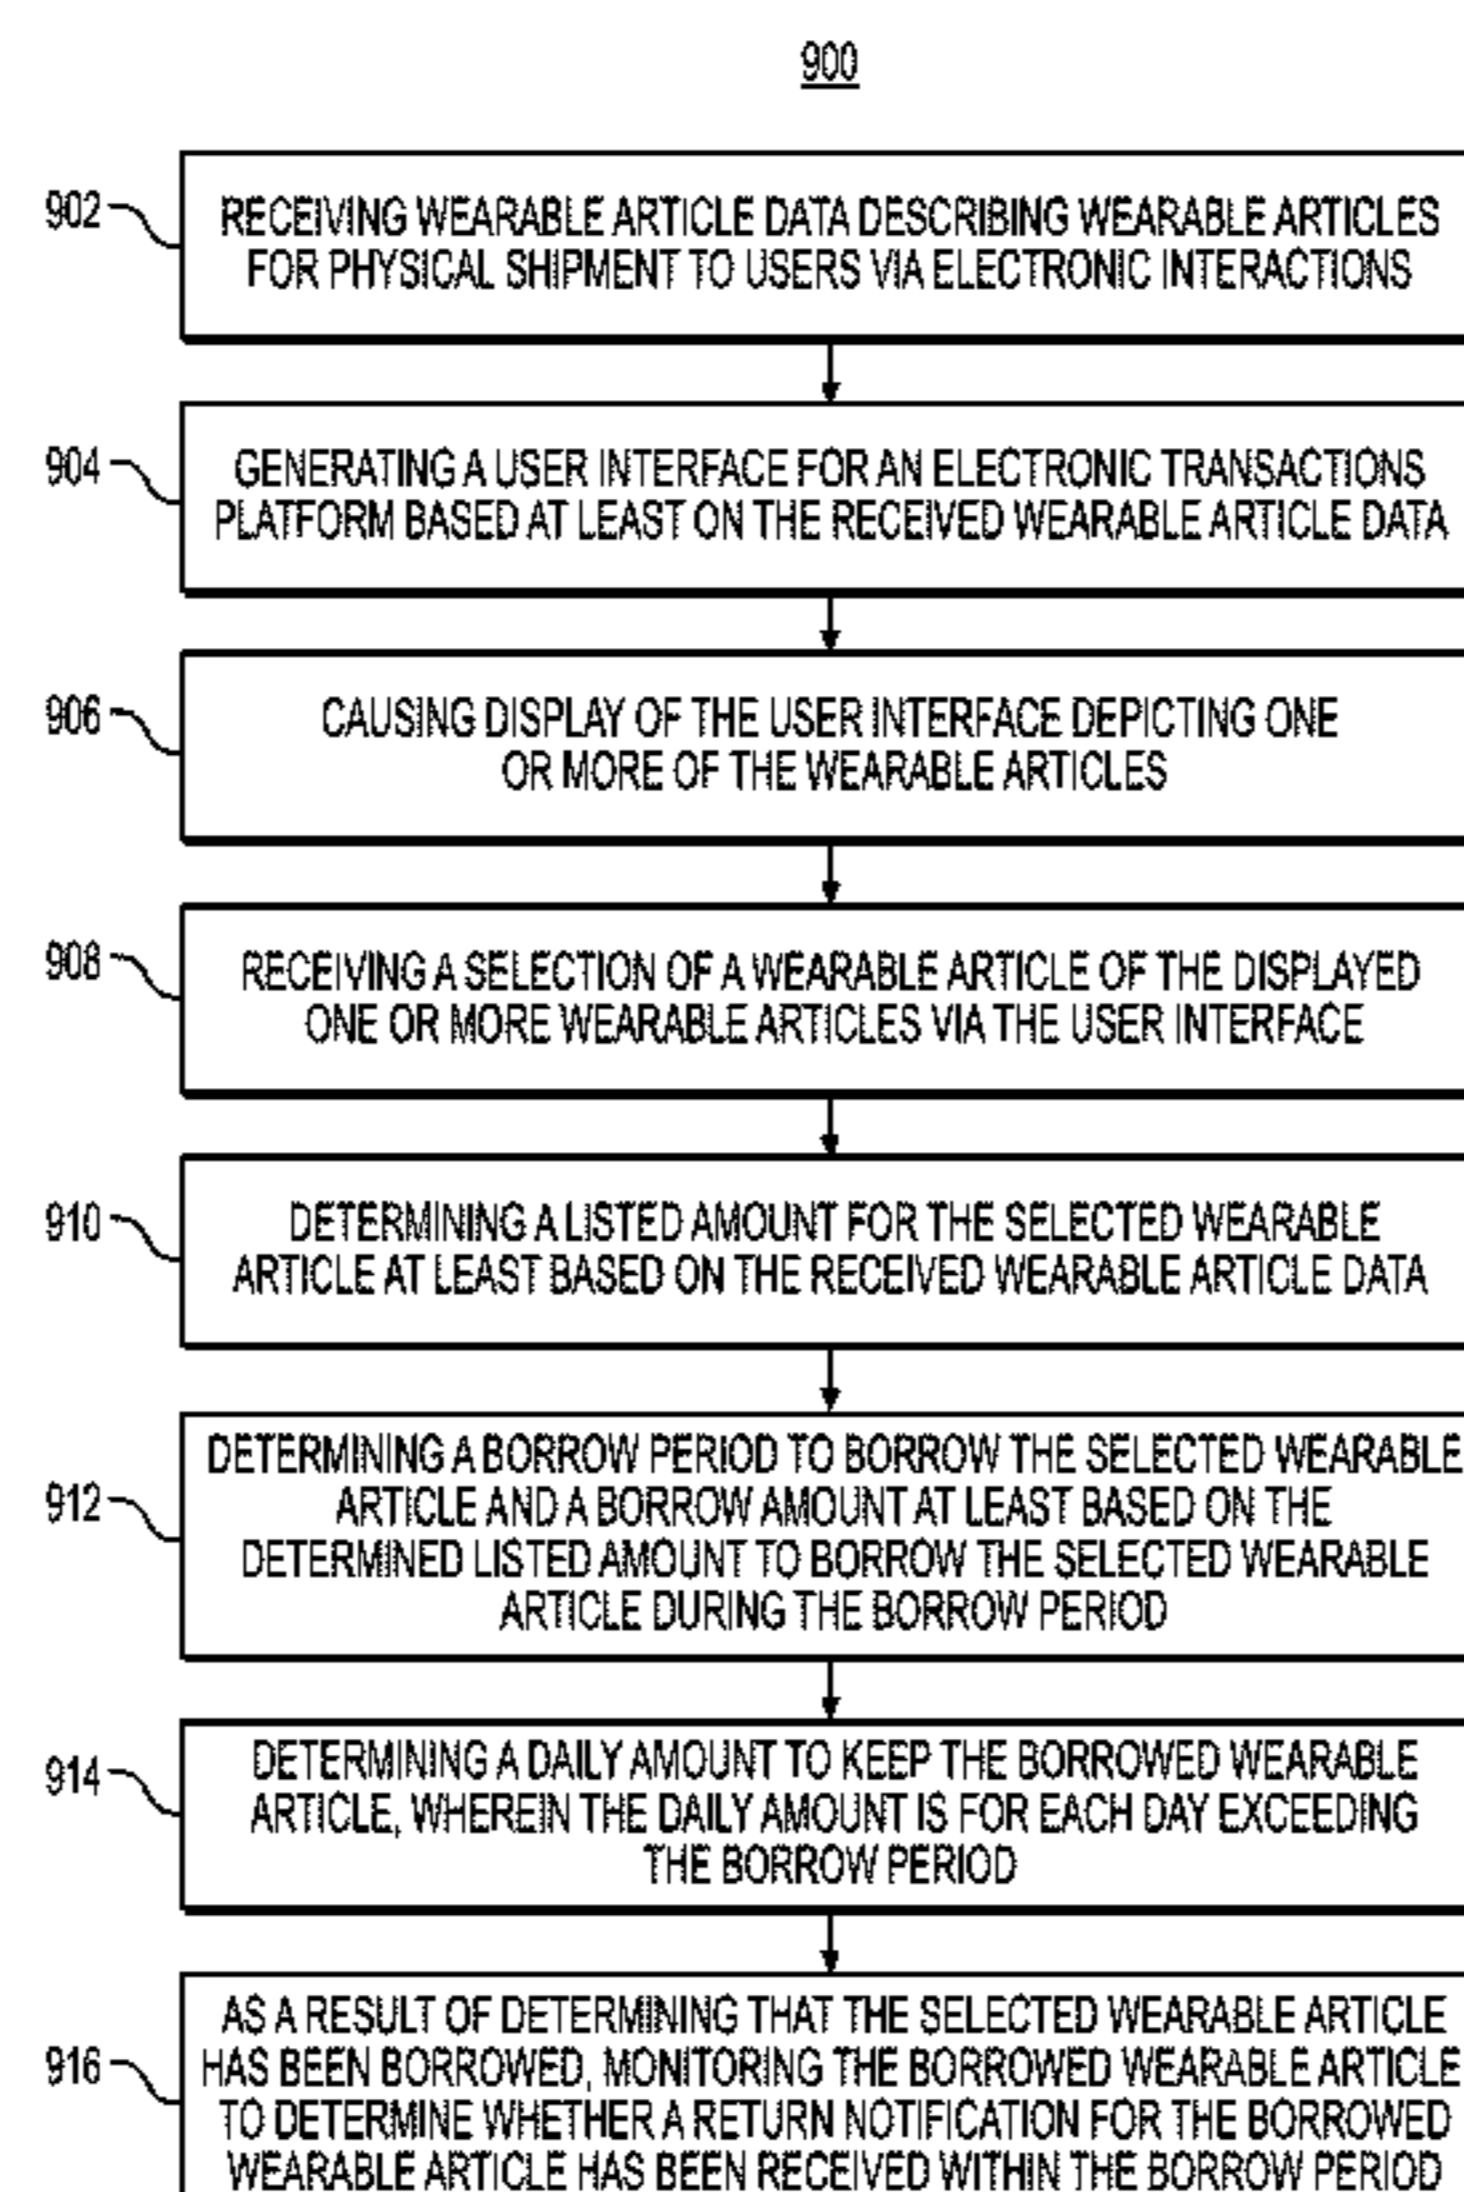 900
902
RECEIVING WEARABLE ARTICLE DATA DESCRIBING WEARABLE ARTICLES
FOR PHYSICAL SHIPMENT TO USERS VIA ELECTRONIC INTERACTIONS
904
GENERATING A USER INTERFACE FOR AN ELECTRONIC TRANSACTIONS
PLATFORM BASED AT LEAST ON THE RECEIVED WEARABLE ARTICLE DATA
906
CAUSING DISPLAY OF THE USER INTERFACE DEPICTING ONE
OR MORE OF THE WEARABLE ARTICLES
908
RECEIVING A SELECTION OF A WEARABLE ARTICLE OF THE DISPLAYED
ONE OR MORE WEARABLE ARTICLES VIA THE USER INTERFACE
910
DETERMINING A LISTED AMOUNT FOR THE SELECTED WEARABLE
ARTICLE AT LEAST BASED ON THE RECEIVED WEARABLE ARTICLE DATA
912
DETERMINING A BORROW PERIOD TO BORROW THE SELECTED WEARABLE
ARTICLE AND A BORROW AMOUNT AT LEAST BASED ON THE
DETERMINED LISTED AMOUNT TO BORROW THE SELECTED WEARABLE
ARTICLE DURING THE BORROW PERIOD
914
DETERMINING A DAILY AMOUNT TO KEEP THE BORROWED WEARABLE
ARTICLE, WHEREIN THE DAILY AMOUNT IS FOR EACH DAY EXCEEDING
THE BORROW PERIOD
916
AS A RESULT OF DETERMINING THAT THE SELECTED WEARABLE ARTICLE
HAS BEEN BORROWED, MONITORING THE BORROWED WEARABLE ARTICLE
TO DETERMINE WHETHER A RETURN NOTIFICATION FOR THE BORROWED
WEARABLE ARTICLE HAS BEEN RECEIVED WITHIN THE BORROW PERIOD